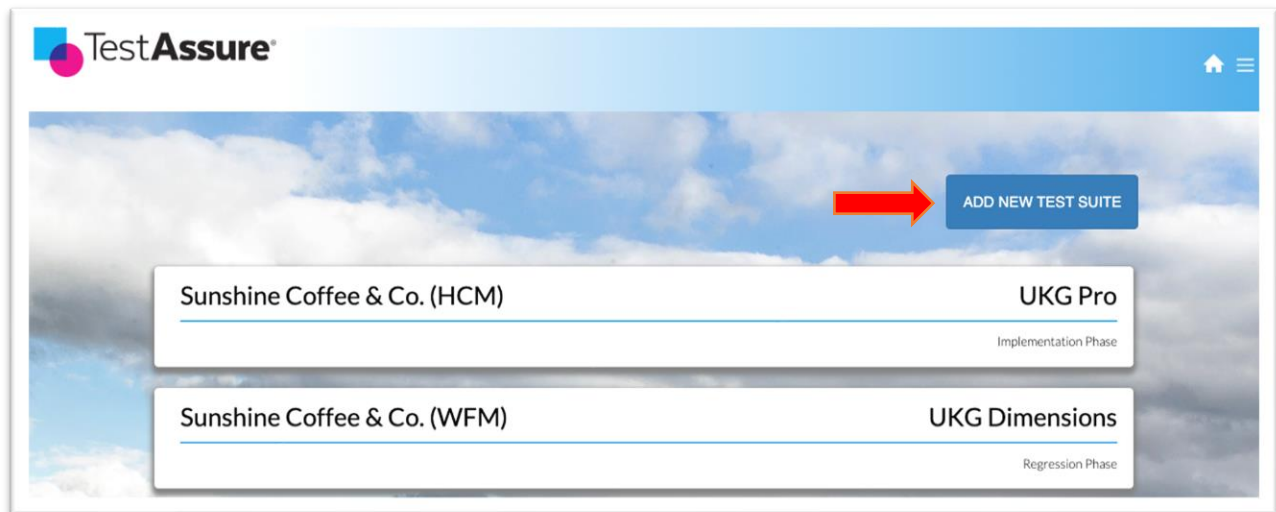 TestAssure®
ADD NEW TEST SUITE
Sunshine Coffee & Co. (HCM)
UKG Pro
Implementation Phase
Sunshine Coffee & Co. (WFM)
UKG Dimensions
Regression Phase